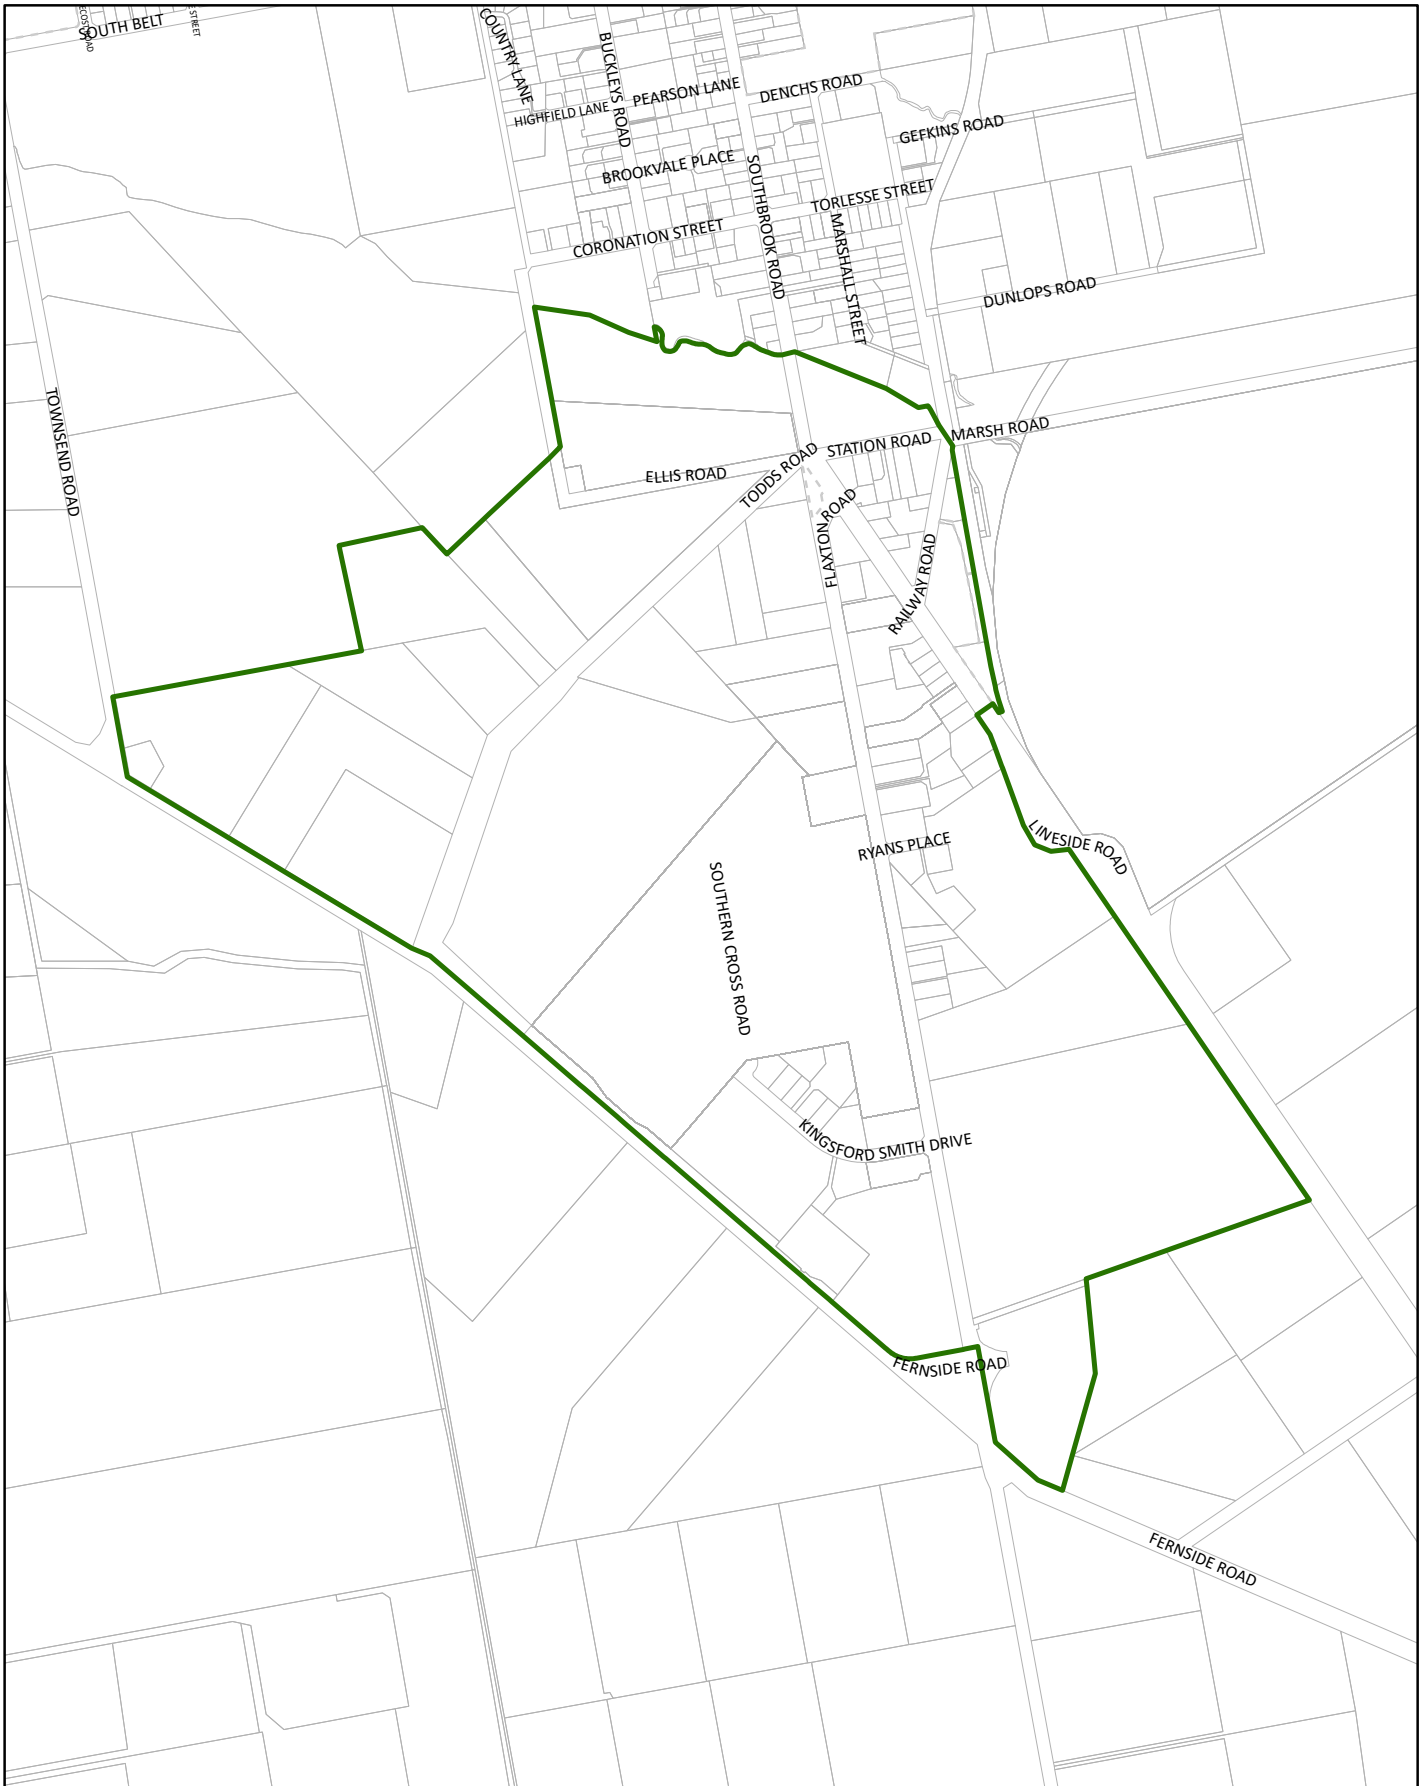 SOUTH BELT
COUNTRY LANE
BUCKLEYS ROAD
PEARSON LANE
DENCHS ROAD
HIGHFIELD LANE
GEFKINS ROAD
BROOKVALE PLACE
SOUTHBROOK ROAD
TORLESSE STREET
CORONATION STREET
MARSHALL STREET
DUNLOPS ROAD
TOWNSEND ROAD
STATION ROAD
MARSH ROAD
ELLIS ROAD
TODDS ROAD
FLAXTON ROAD
RAILWAY ROAD
LINESIDE ROAD
RYANS PLACE
SOUTHERN CROSS ROAD
KINGSFORD SMITH DRIVE
FERNSIDE ROAD
FERNSIDE ROAD